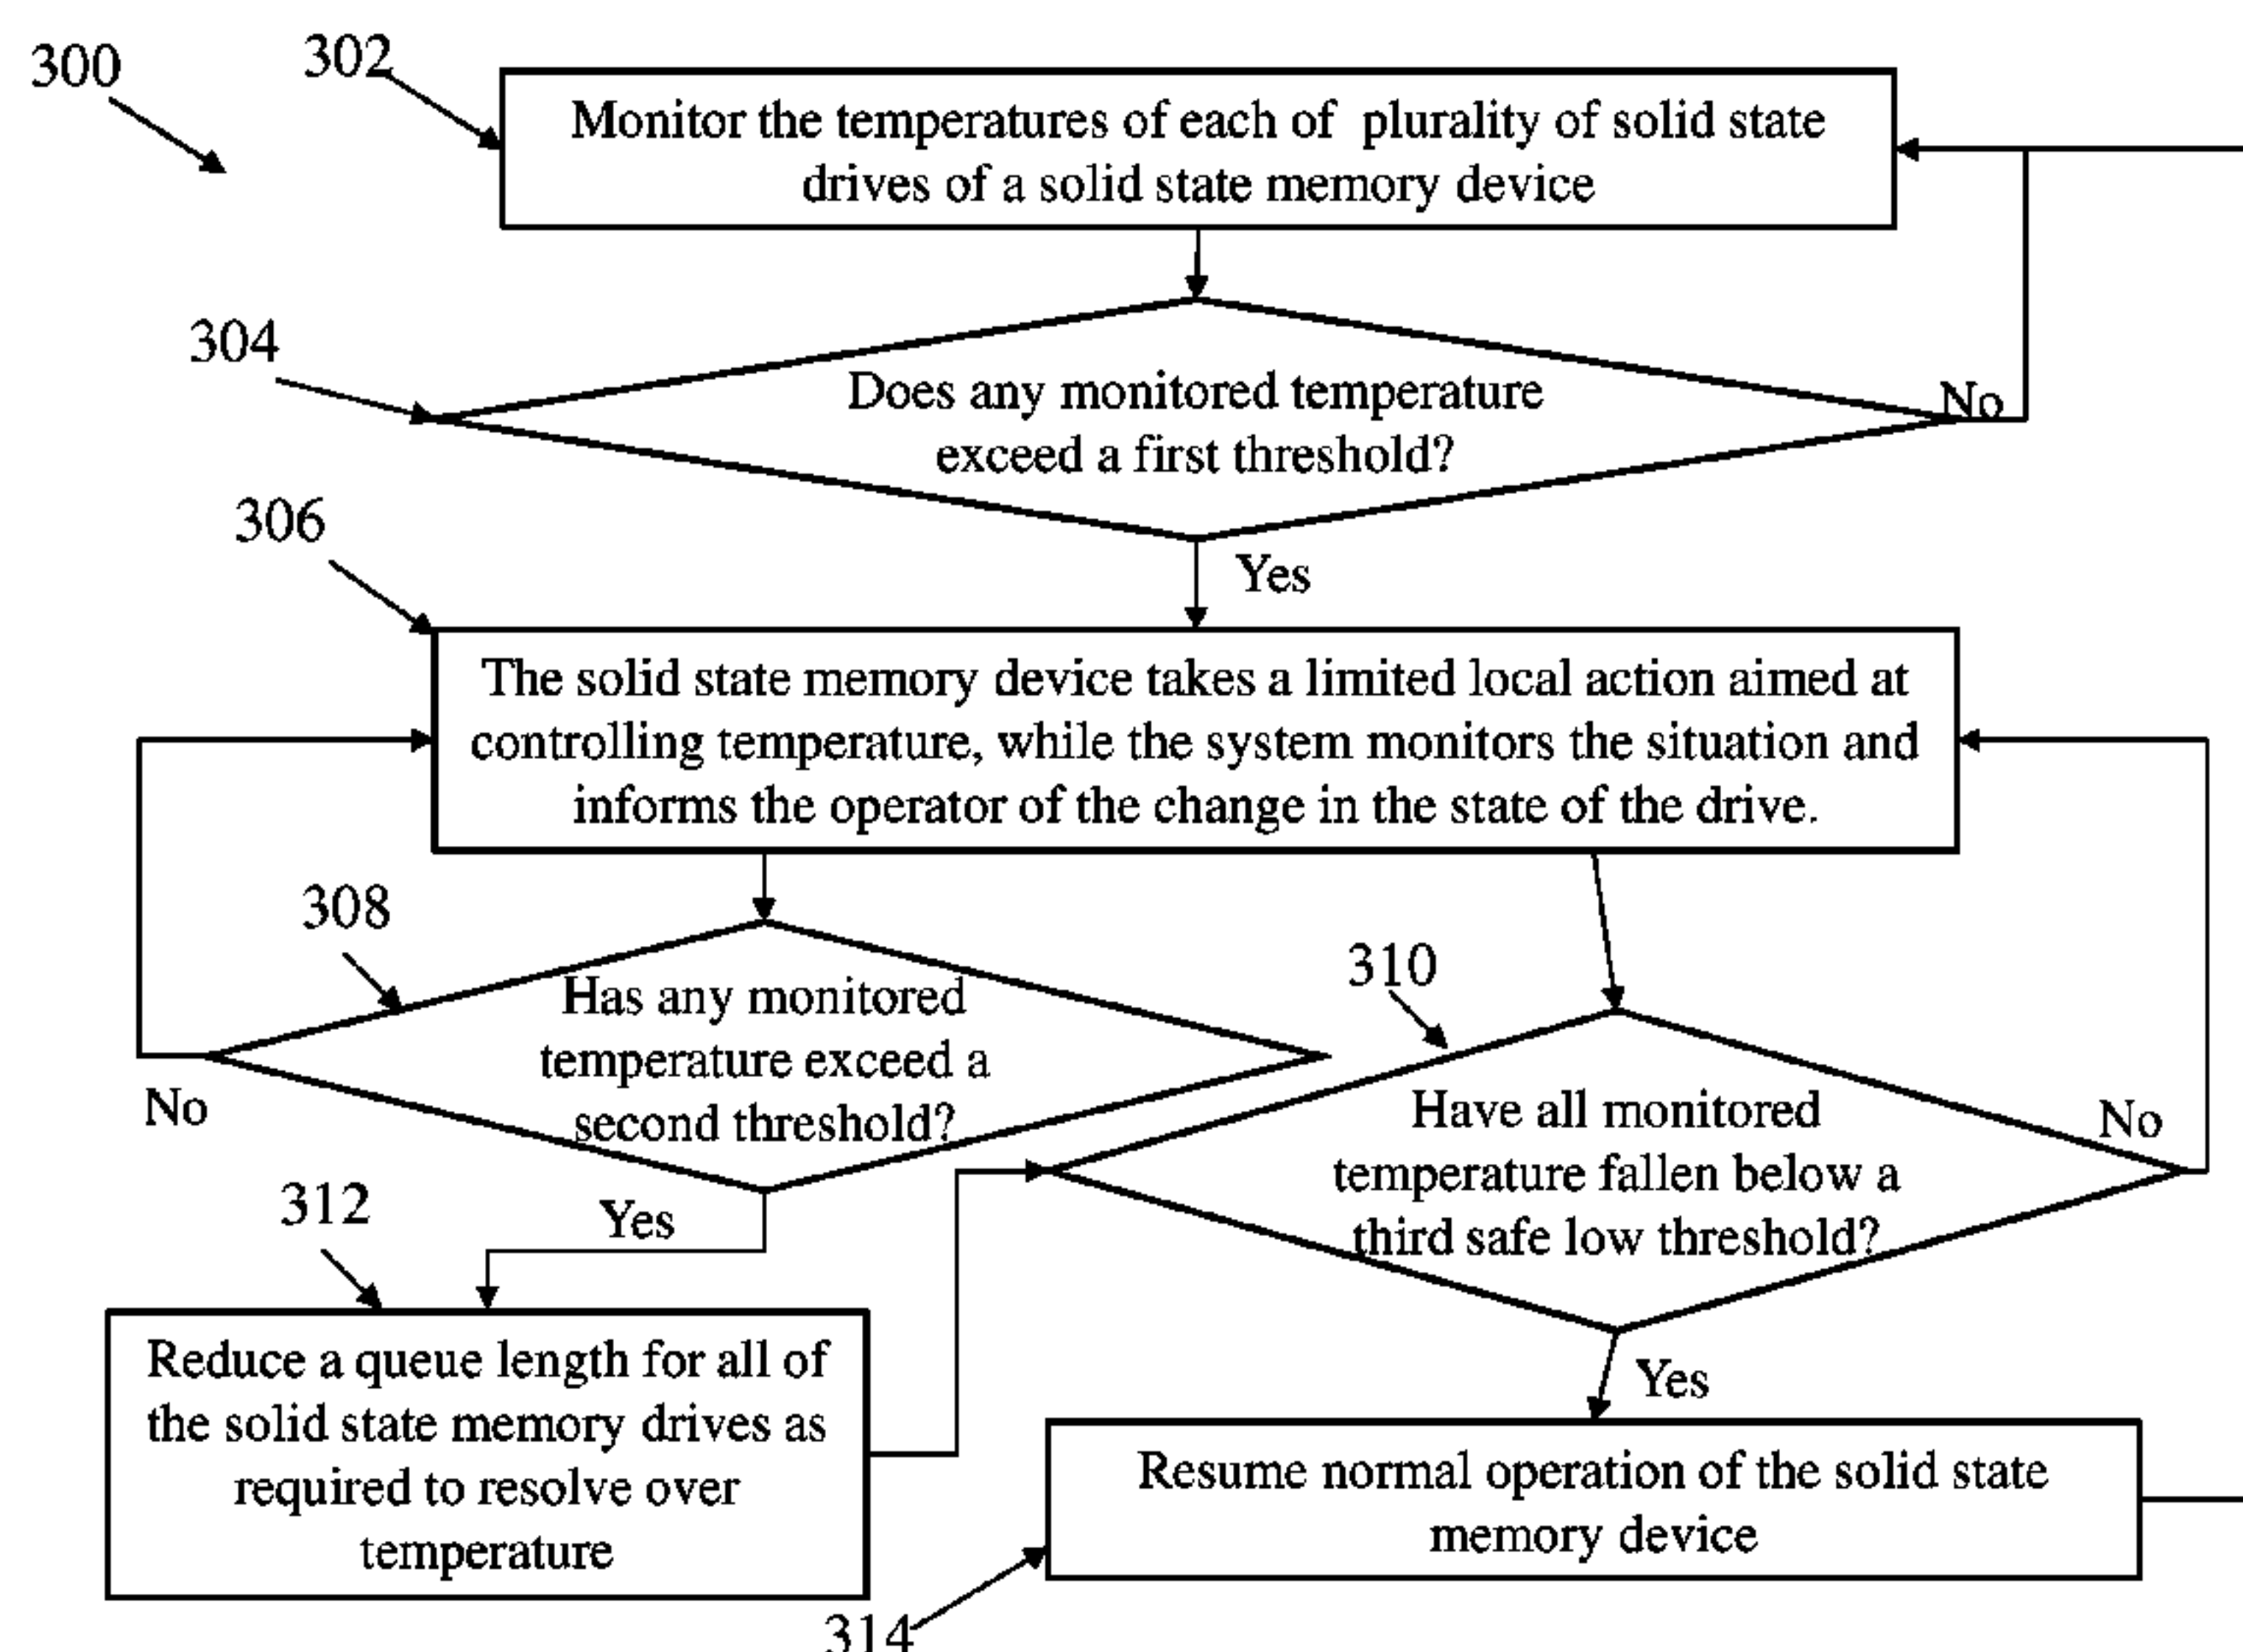 300
302
Monitor the temperatures of each of plurality of solid state
drives of a solid state memory device
304
Does any monitored temperature
exceed a first threshold?
No
306
Yes
The solid state memory device takes a limited local action aimed at
controlling temperature, while the system monitors the situation and
informs the operator of the change in the state of the drive.
308
Has any monitored
temperature exceed a
second threshold?
No
310
Have all monitored
temperature fallen below a
third safe low threshold?
No
312
Yes
Reduce a queue length for all of
the solid state memory drives as
required to resolve over
temperature
Yes
Resume normal operation of the solid state
memory device
314